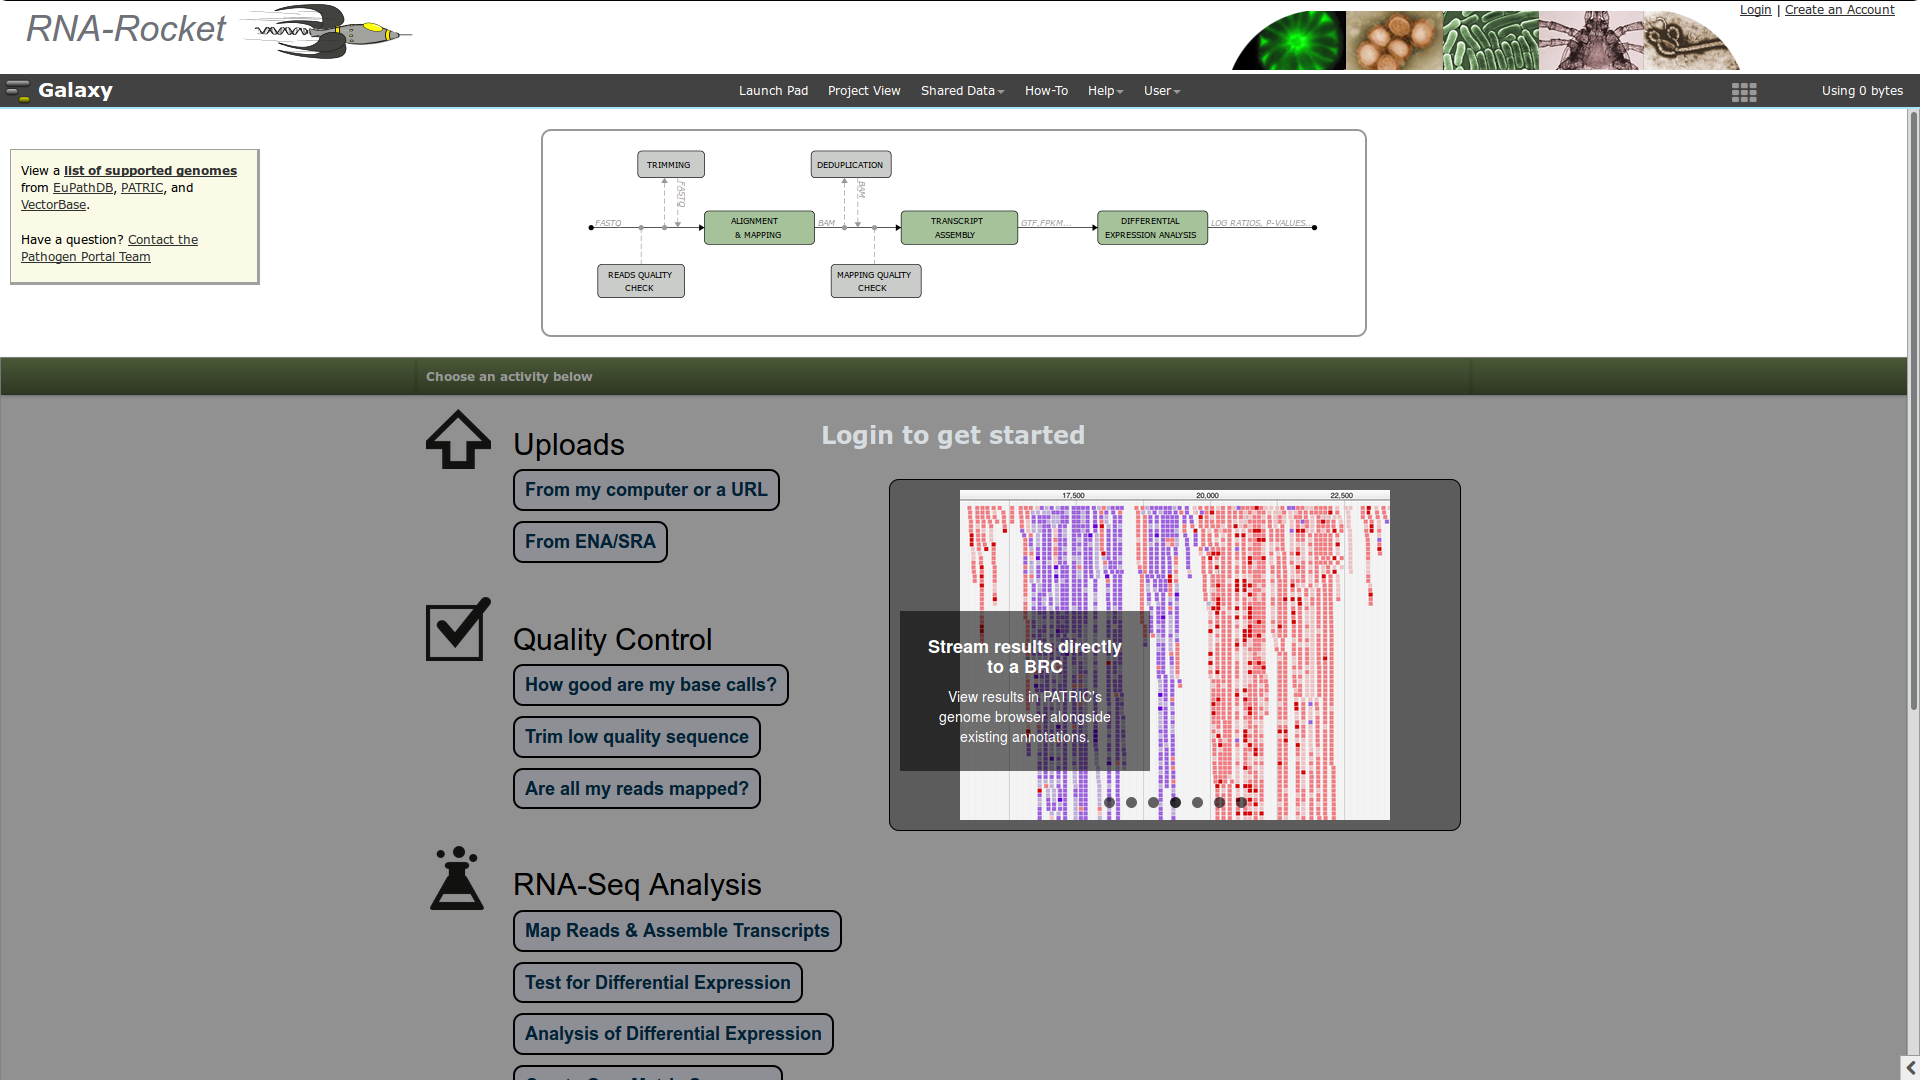 RNA-Rocket
Login | Create an Account
Galaxy
Launch Pad
Project View
Shared Data
How-To
Help
User
Using 0 bytes
View a list of supported genomes
from EuPathDB, PATRIC, and
VectorBase.
Have a question? Contact the
Pathogen Portal Team
TRIMMING
DEDUPLICATION
FASTQ
BAM
FASTQ
ALIGNMENT
& MAPPING
BAM
TRANSCRIPT
ASSEMBLY
GTF,FPKM...
DIFFERENTIAL
EXPRESSION ANALYSIS
LOG RATIOS, P-VALUES
READS QUALITY
CHECK
MAPPING QUALITY
CHECK
Choose an activity below
Uploads
From my computer or a URL
From ENA/SRA
Quality Control
How good are my base calls?
Trim low quality sequence
Are all my reads mapped?
RNA-Seq Analysis
Map Reads & Assemble Transcripts
Test for Differential Expression
Analysis of Differential Expression
Login to get started
17,500
20,000
22,500
Stream results directly
to a BRC
View results in PATRIC's
genome browser alongside
existing annotations.